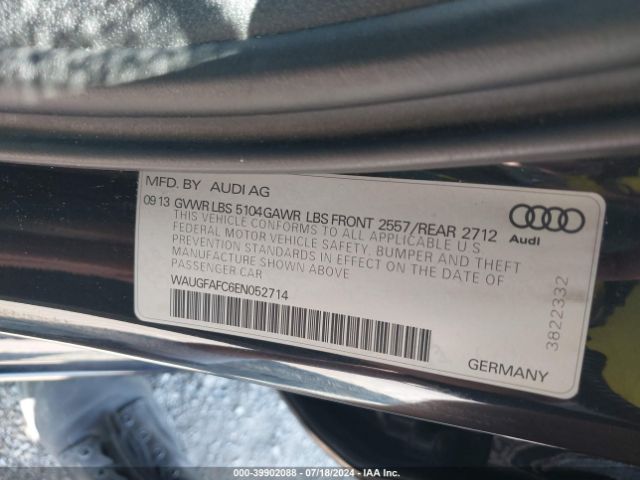 MFD. BY AUDI AG
09 13 GVWR LBS 5104 GAWR LBS FRONT 2557/REAR 2712
THIS VEHICLE CONFORMS TO ALL APPLICABLE U S
FEDERAL MOTOR VEHICLE SAFETY, BUMPER AND THEFT
PREVENTION STANDARDS IN EFFECT ON THE DATE OF
MANUFACTURE SHOWN ABOVE
PASSENGER CAR
WAUGFAFC6EN052714
Audi
3822332
GERMANY
000-39902088 - 07/18/2024 - IAA Inc.